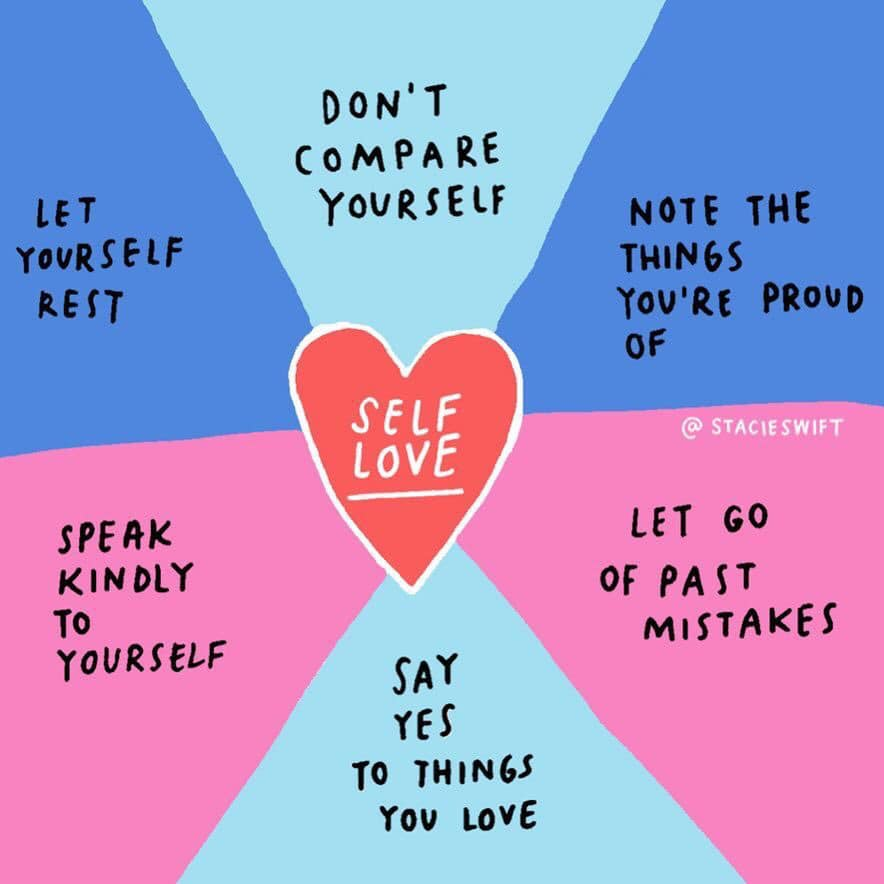 DON'T
COMPARE
YOURSELF
LET
YOURSELF
REST
NOTE THE
THINGS
YOU'RE PROUD
OF
SELF
LOVE
@STACIESWIFT
SPEAK
KINDLY
TO
YOURSELF
LET GO
OF PAST
MISTAKES
SAY
YES
TO THINGS
YOU LOVE